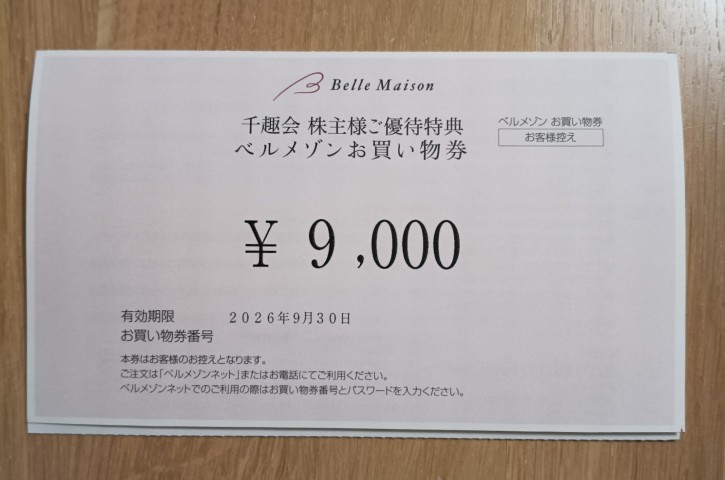 Belle Maison
千趣会 株主様ご優待特典
ベルメゾンお買い物券
ベルメゾン お買い物券
お客様控え
¥ 9,000
有効期限 2026年9月30日
お買い物券番号
本券はお客様のお控えとなります。
ご注文は「ベルメゾンネット」またはお電話にてご利用ください。
ベルメゾンネットでのご利用の際はお買い物券番号とパスワードを入力ください。